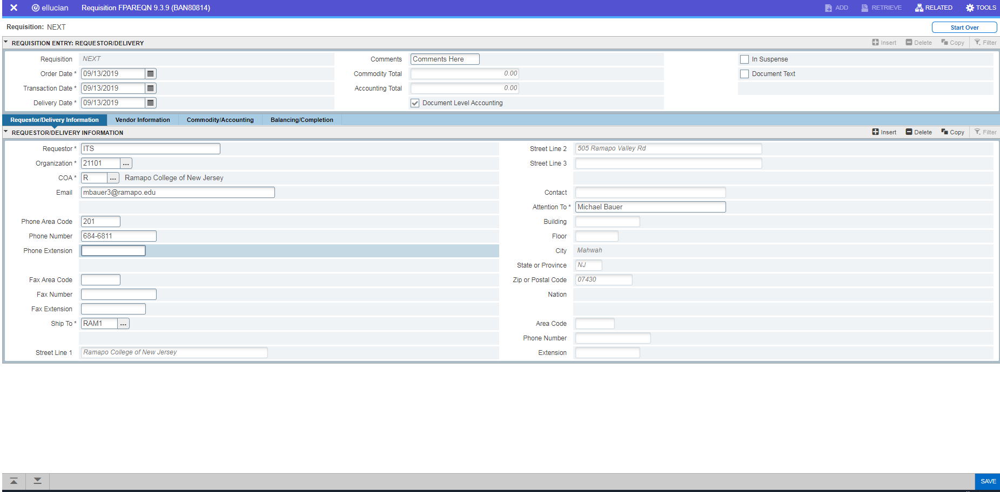 ellucian Requisition FPAREQN 9.3.9 (BAN80814) ADD RETRIEVE RELATED TOOLS
Requisition: NEXT Start Over
REQUISITION ENTRY: REQUESTOR/DELIVERY Insert Delete Copy Filter
Requisition NEXT Comments Comments Here In Suspense
Order Date * 09/13/2019 Commodity Total 0.00 Document Text
Transaction Date * 09/13/2019 Accounting Total 0.00
Delivery Date * 09/13/2019 Document Level Accounting
Requestor/Delivery Information Vendor Information Commodity/Accounting Balancing/Completion
REQUESTOR/DELIVERY INFORMATION Insert Delete Copy Filter
Requestor * ITS Street Line 2 505 Ramapo Valley Rd
Organization * 21101 ... Street Line 3
COA * R ... Ramapo College of New Jersey
Email mbauer3@ramapo.edu Contact
Attention To * Michael Bauer
Phone Area Code 201 Building
Phone Number 684-6811 Floor
Phone Extension City Mahwah
State or Province NJ
Fax Area Code Zip or Postal Code 07430
Fax Number Nation
Fax Extension
Ship To * RAM1 ... Area Code
Phone Number
Street Line 1 Ramapo College of New Jersey Extension
SAVE